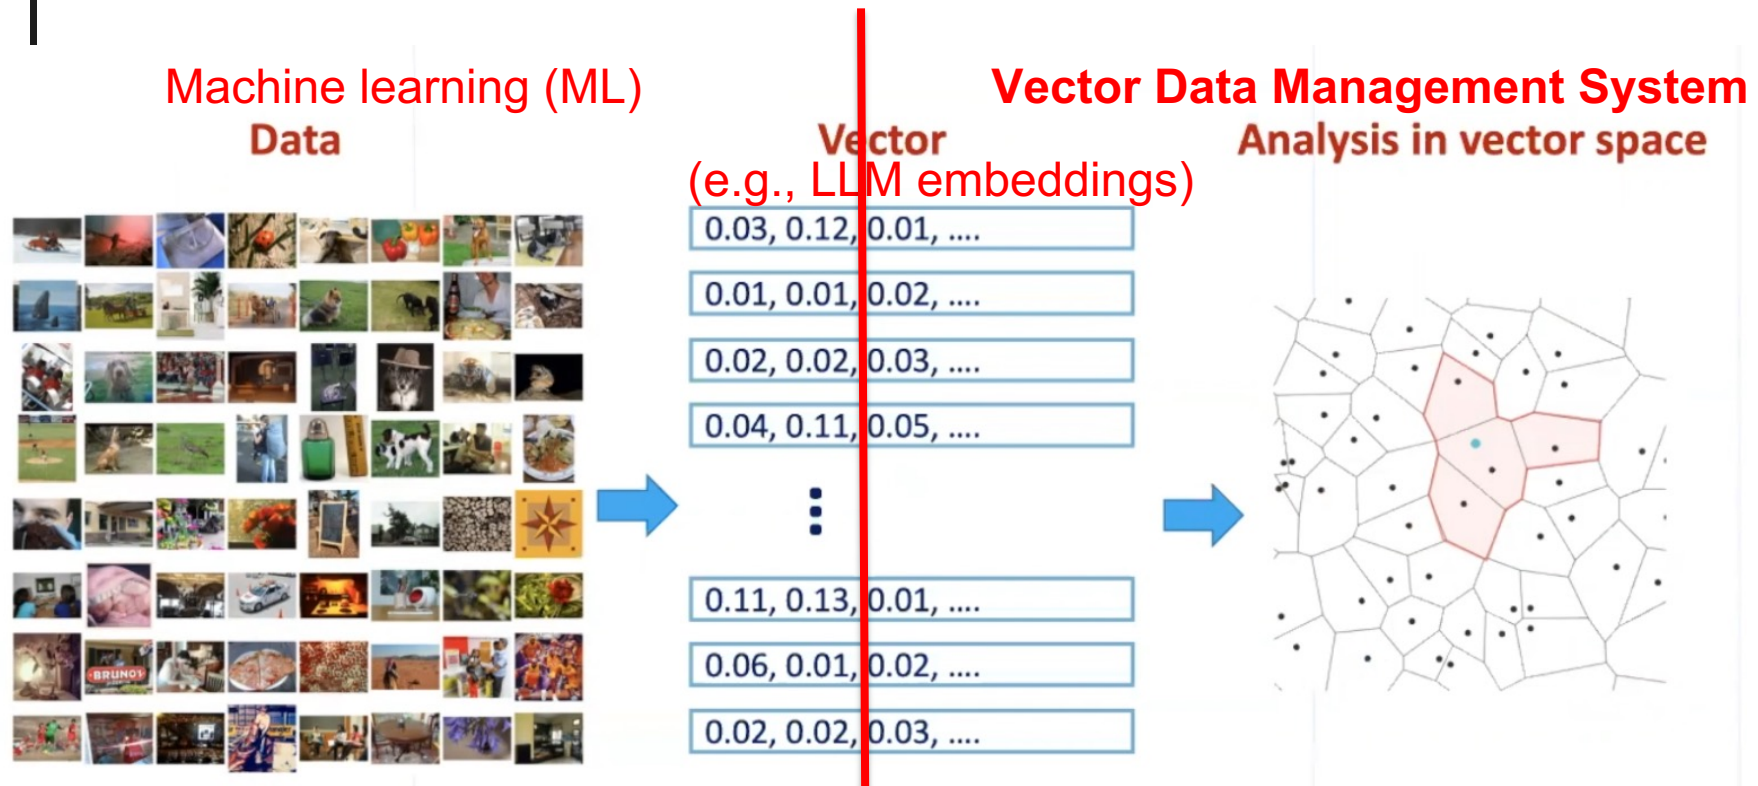 Machine learning (ML)
Vector Data Management System
Data
Vector
Analysis in vector space
(e.g., LLM embeddings)
0.03, 0.12, 0.01, ....
0.01, 0.01, 0.02, ....
0.02, 0.02, 0.03, ....
0.04, 0.11, 0.05, ....
0.11, 0.13, 0.01, ....
0.06, 0.01, 0.02, ....
0.02, 0.02, 0.03, ....
BRUNO'S